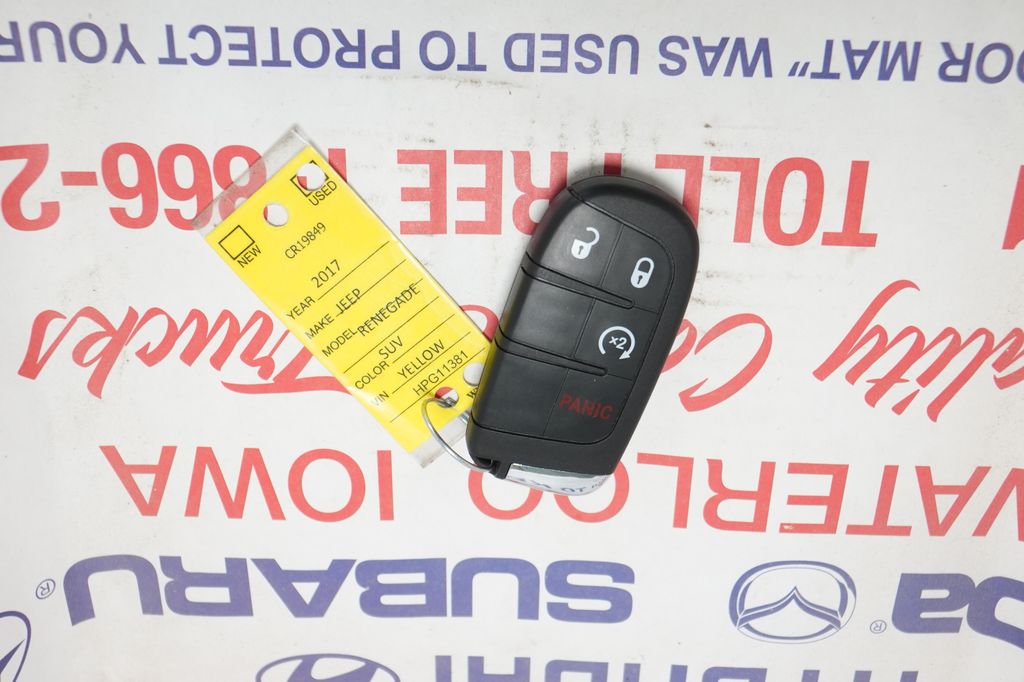 OOR MAT" WAS USED TO PROTECT YOUR
TOLL FREE 1-866-2
Quality Cars Trucks
WATERLOO IOWA
SUBARU®
®
HYUNDAI
NEW
USED
CR19849
YEAR 2017
MAKE JEEP
MODEL RENEGADE
SUV
COLOR YELLOW
VIN HPG11381
x2
PANIC